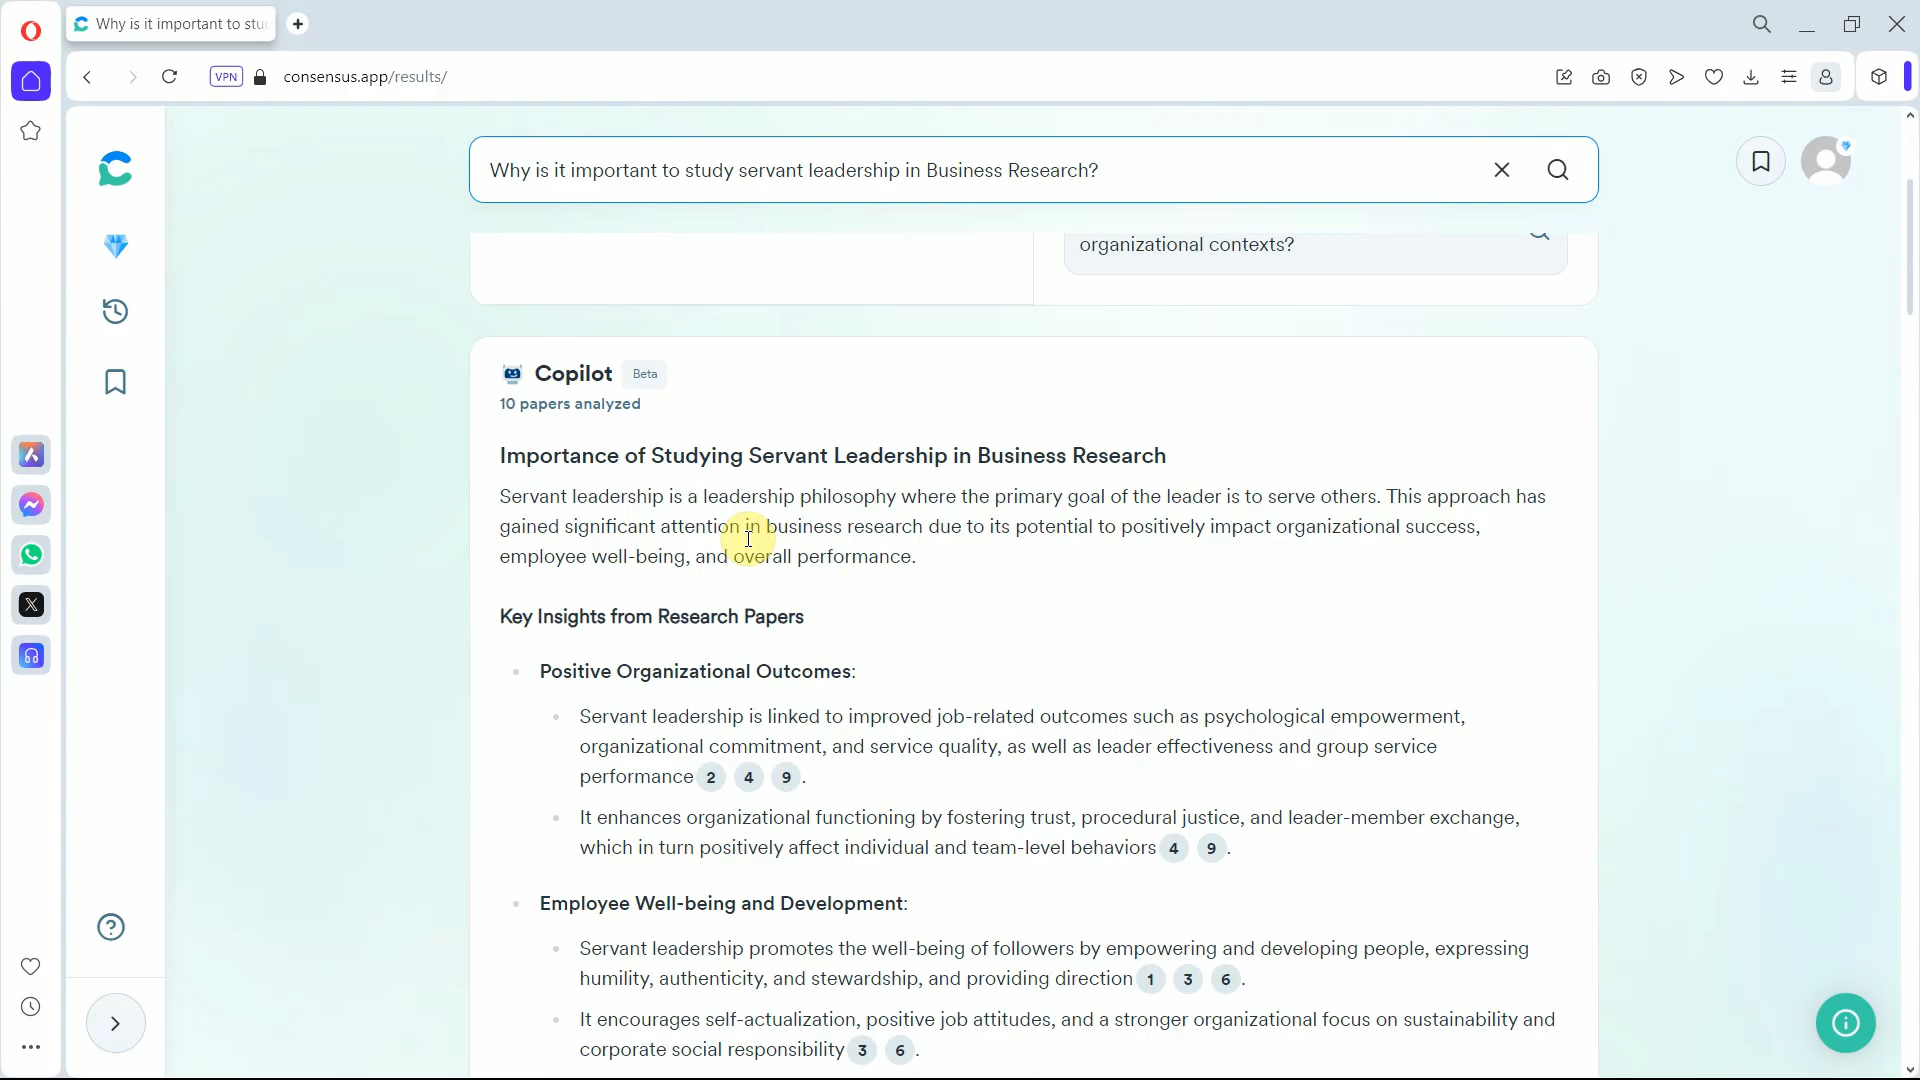 Why is it important to stu
VPN
consensus.app/results/
Why is it important to study servant leadership in Business Research?
organizational contexts?
Copilot Beta
10 papers analyzed
Importance of Studying Servant Leadership in Business Research
Servant leadership is a leadership philosophy where the primary goal of the leader is to serve others. This approach has
gained significant attention in business research due to its potential to positively impact organizational success,
employee well-being, and overall performance.
Key Insights from Research Papers
Positive Organizational Outcomes:
Servant leadership is linked to improved job-related outcomes such as psychological empowerment,
organizational commitment, and service quality, as well as leader effectiveness and group service
performance 2 4 9 .
It enhances organizational functioning by fostering trust, procedural justice, and leader-member exchange,
which in turn positively affect individual and team-level behaviors 4 9 .
Employee Well-being and Development:
Servant leadership promotes the well-being of followers by empowering and developing people, expressing
humility, authenticity, and stewardship, and providing direction 1 3 6 .
It encourages self-actualization, positive job attitudes, and a stronger organizational focus on sustainability and
corporate social responsibility 3 6 .